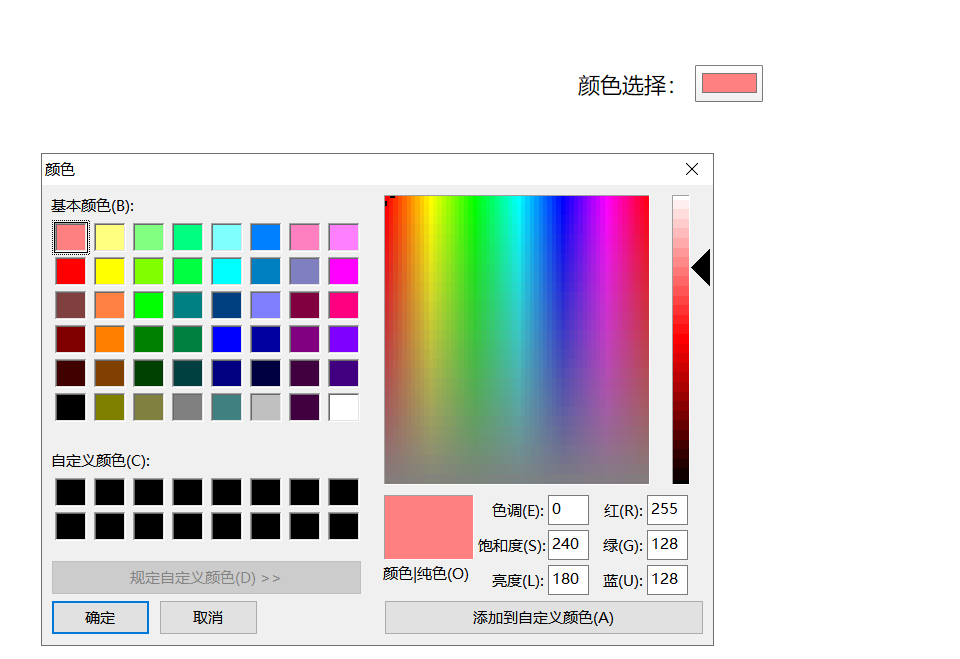 颜色选择：
颜色
基本颜色(B):
自定义颜色(C):
规定自定义颜色(D) >>
确定
取消
色调(E): 0
红(R): 255
饱和度(S): 240
绿(G): 128
颜色|纯色(O)
亮度(L): 180
蓝(U): 128
添加到自定义颜色(A)